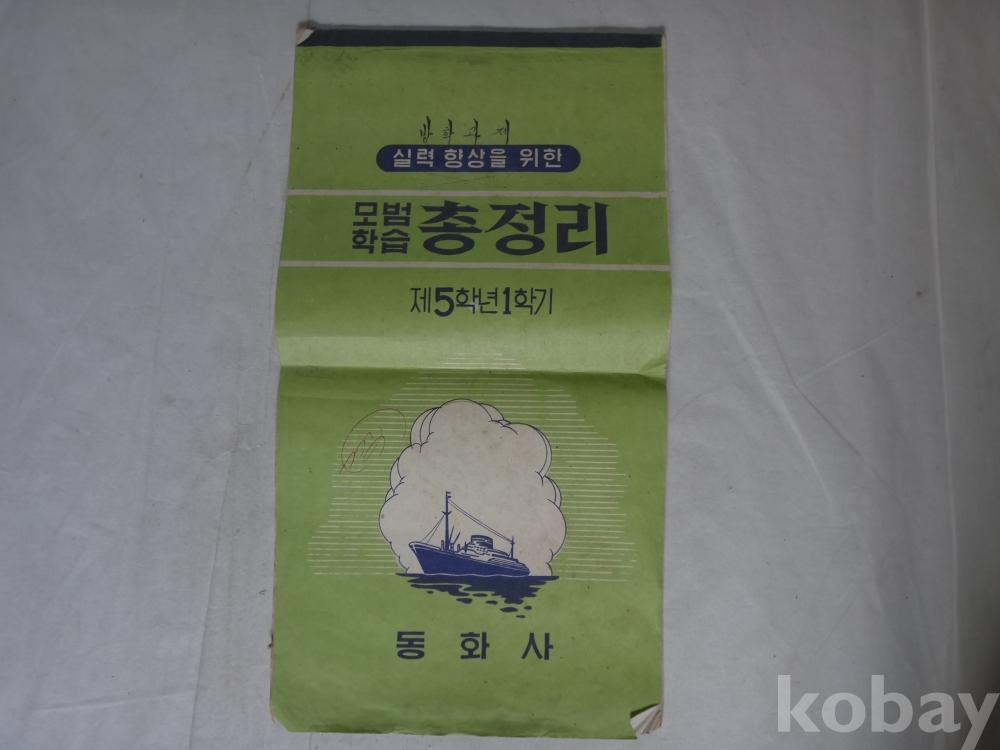 방학과제
실력 향상을 위한
모범
학습 총정리
제5학년1학기
동화사
kobay